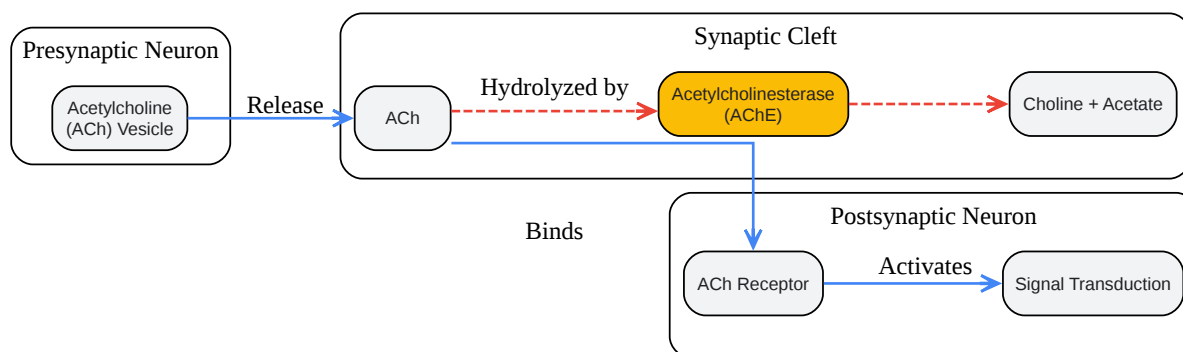 Presynaptic Neuron
Acetylcholine
(ACh) Vesicle
Release
Synaptic Cleft
ACh
Hydrolyzed by
Acetylcholinesterase
(AChE)
Choline + Acetate
Binds
Postsynaptic Neuron
ACh Receptor
Activates
Signal Transduction